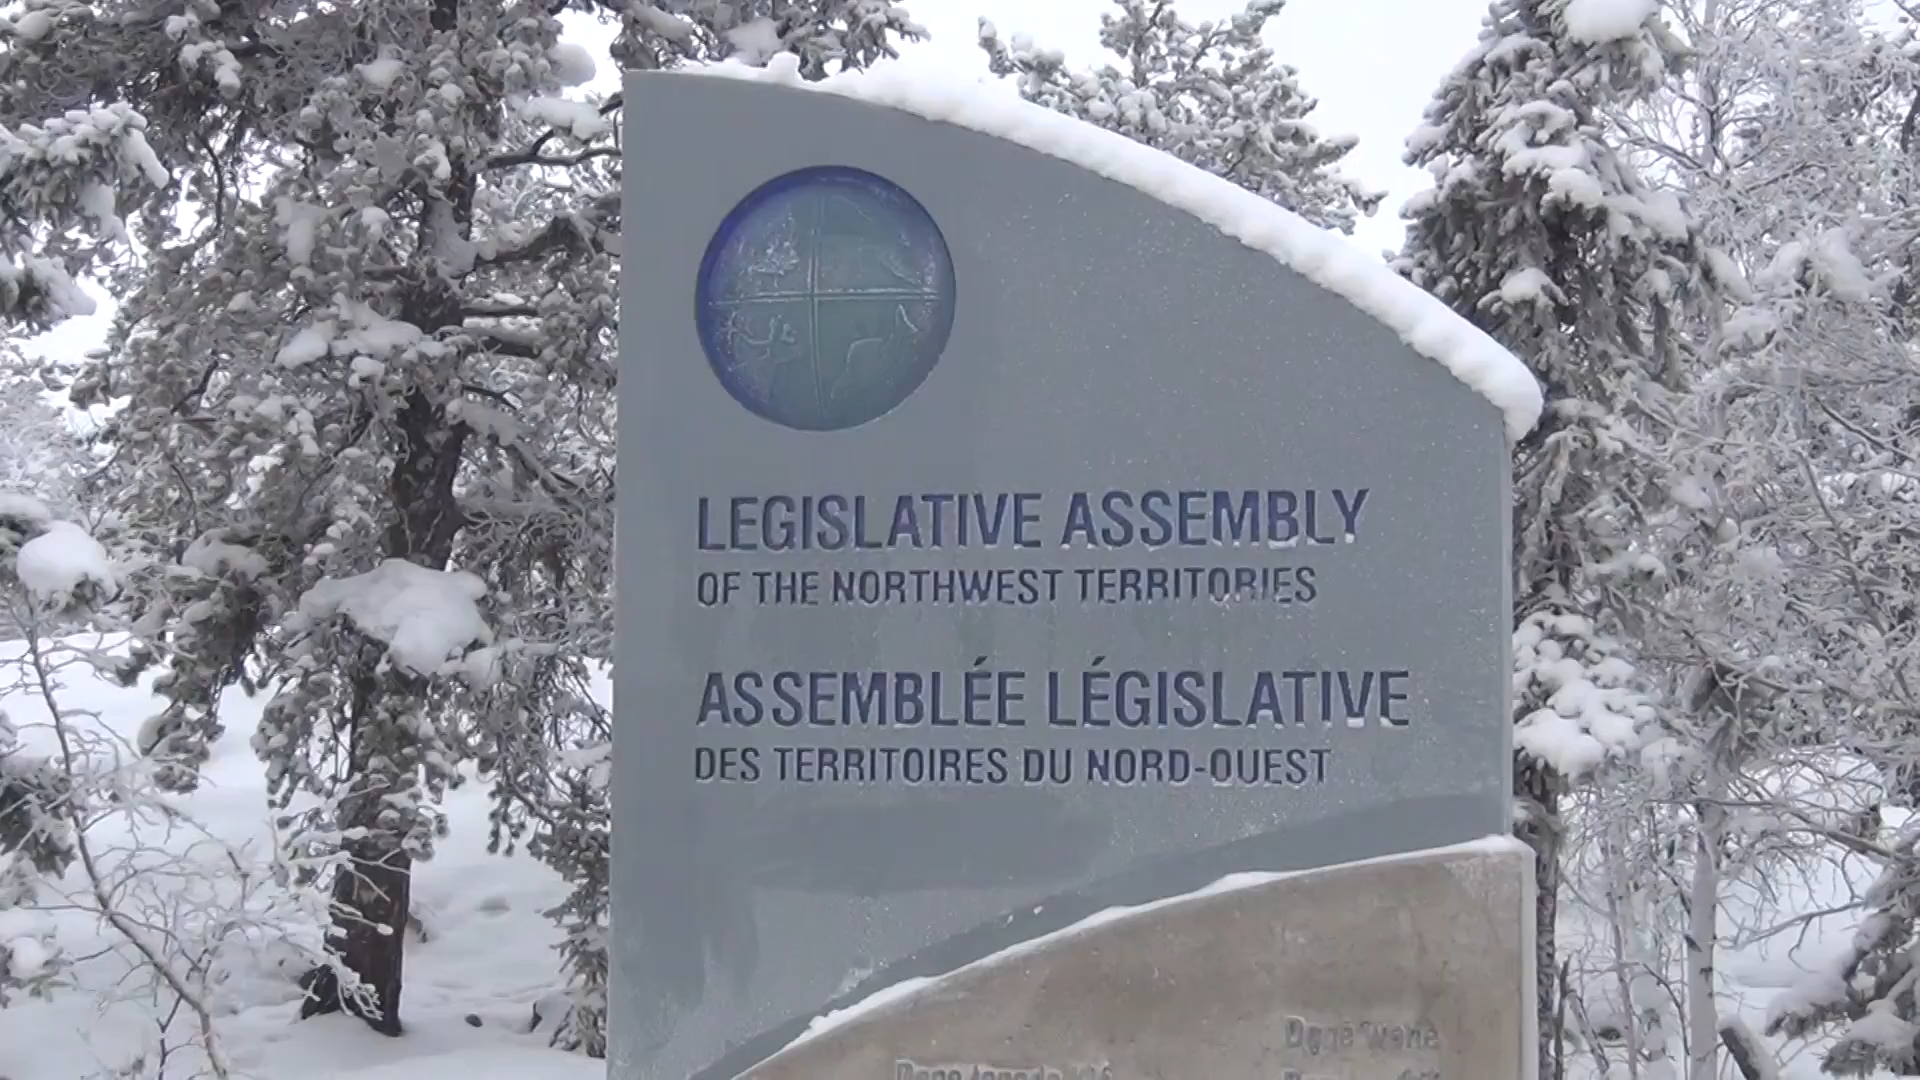 LEGISLATIVE ASSEMBLY
OF THE NORTHWEST TERRITORIES
ASSEMBLÉE LÉGISLATIVE
DES TERRITOIRES DU NORD-OUEST